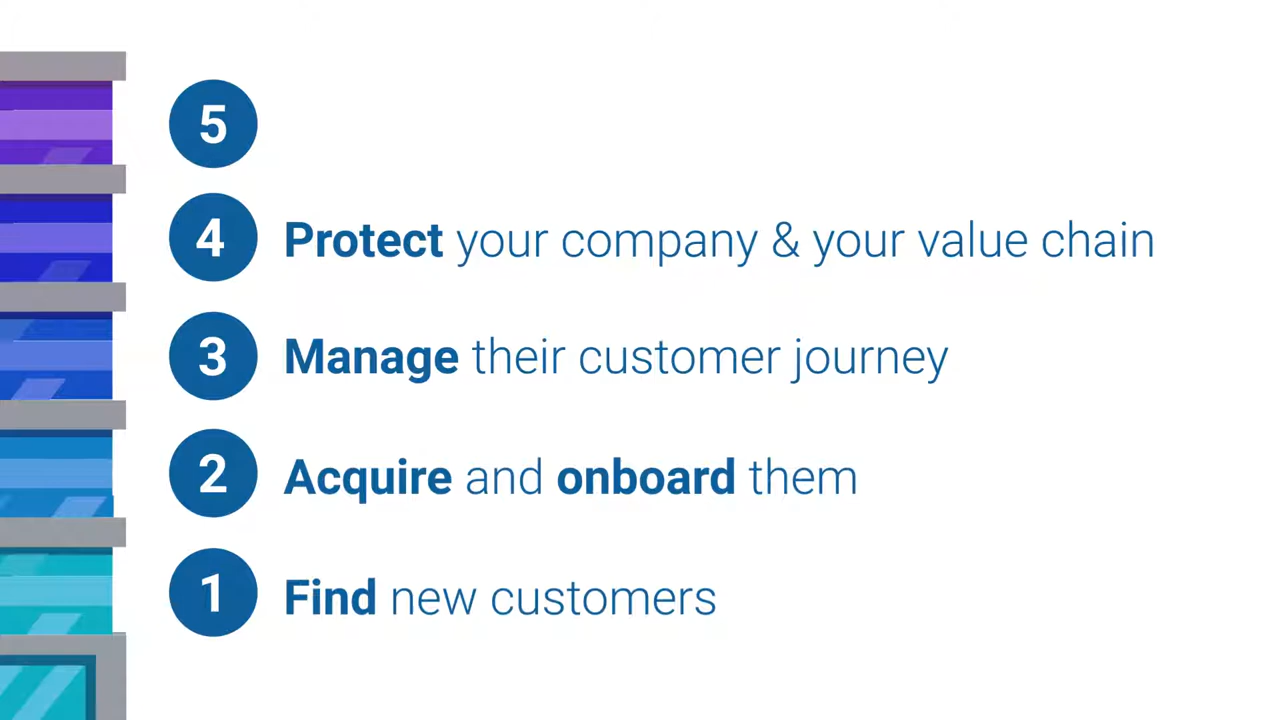 5
4 Protect your company & your value chain
3 Manage their customer journey
2 Acquire and onboard them
1 Find new customers